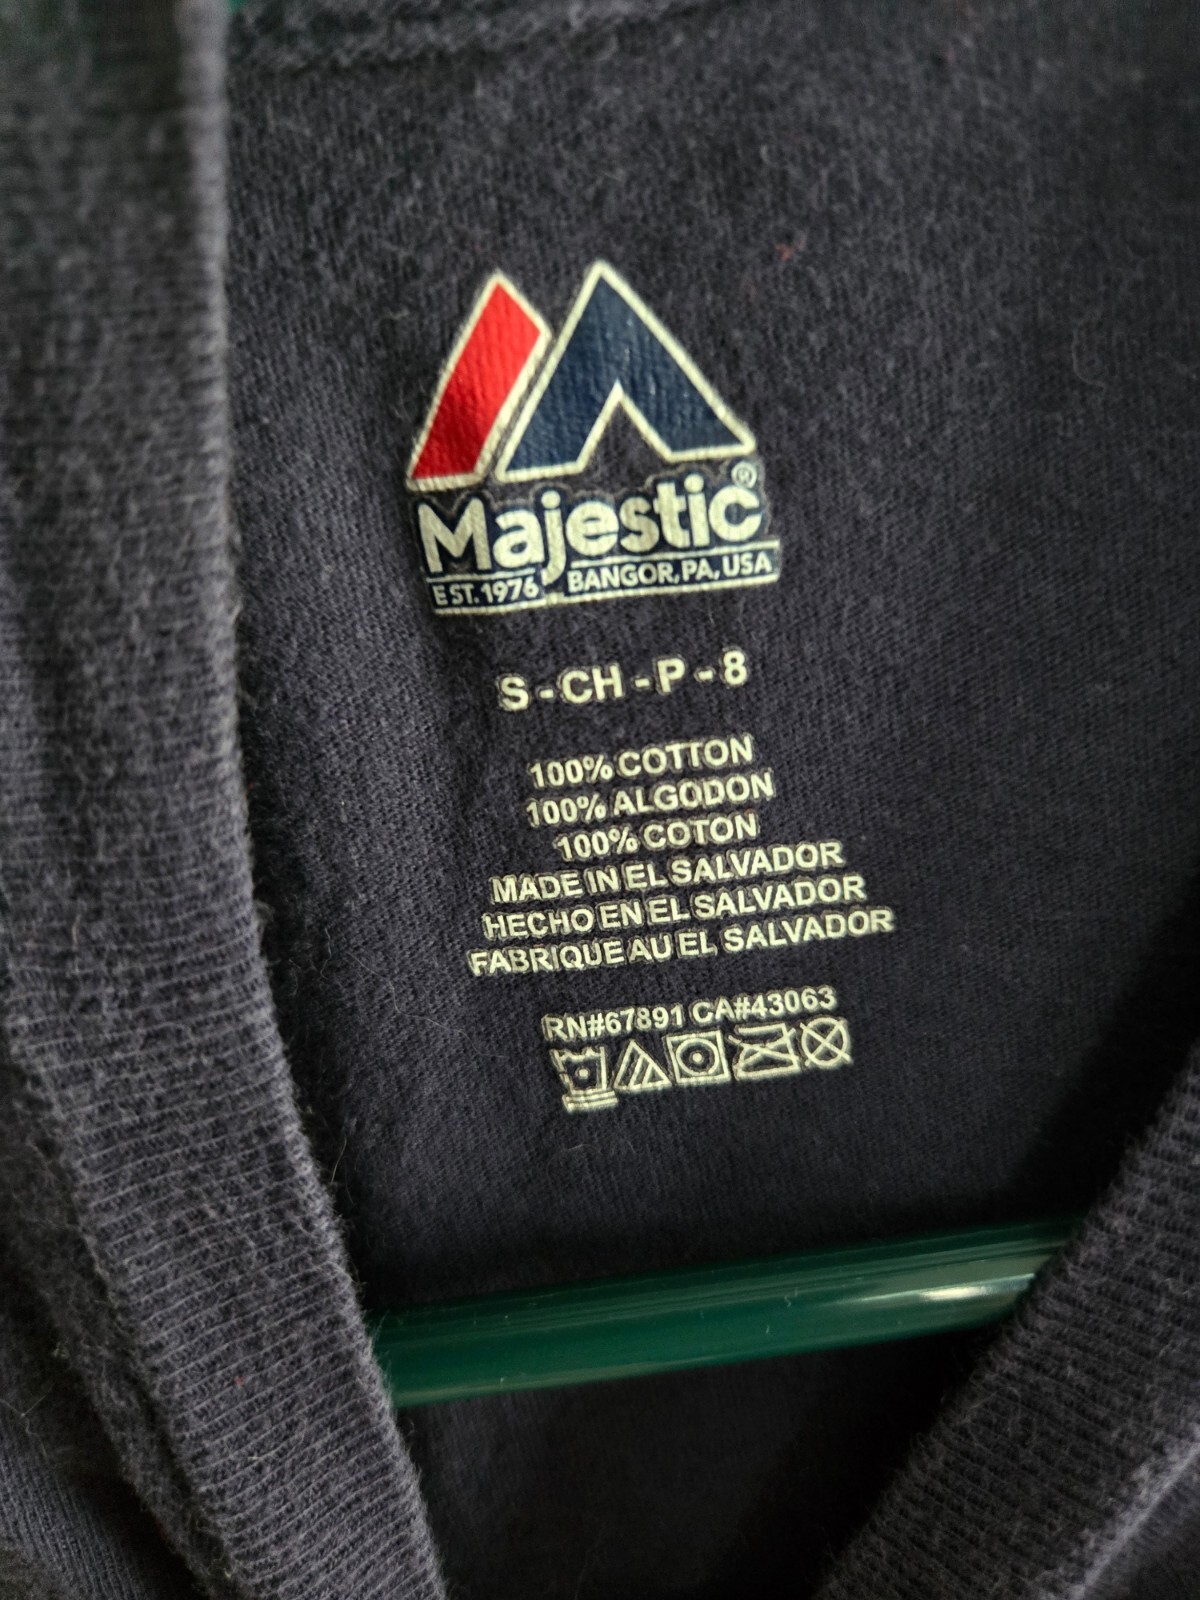 Majestic®
EST. 1976 BANGOR, PA, USA
S - CH - P - 8
100% COTTON
100% ALGODON
100% COTON
MADE IN EL SALVADOR
HECHO EN EL SALVADOR
FABRIQUE AU EL SALVADOR
RN#67891 CA#43063